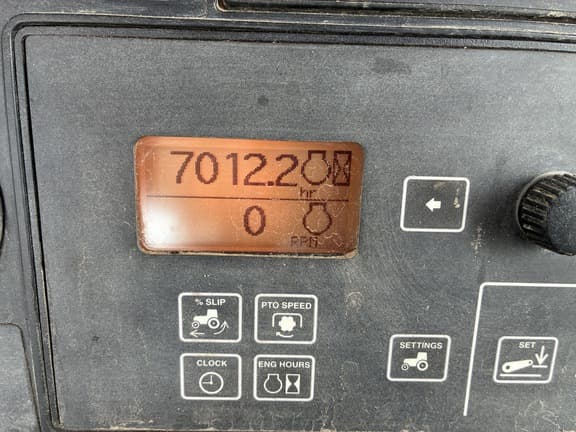 7012.2
hr
0
RPM
% SLIP
PTO SPEED
CLOCK
ENG HOURS
SETTINGS
SET